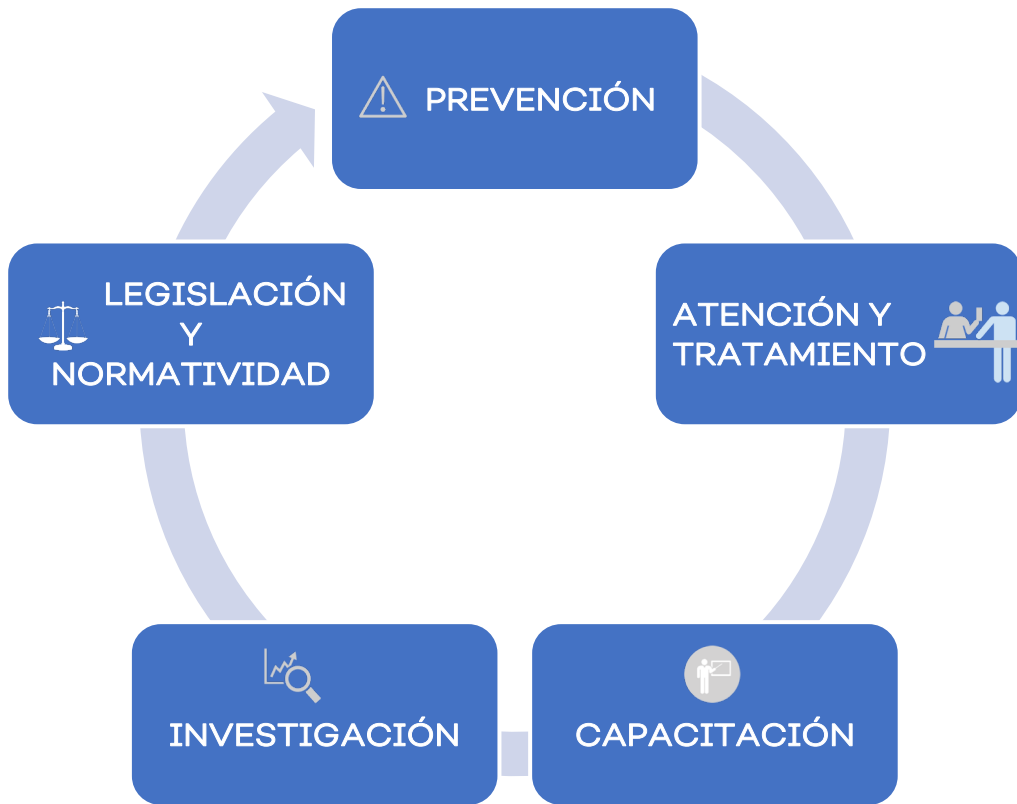 PREVENCIÓN
ATENCIÓN Y
TRATAMIENTO
CAPACITACIÓN
INVESTIGACIÓN
LEGISLACIÓN
Y
NORMATIVIDAD